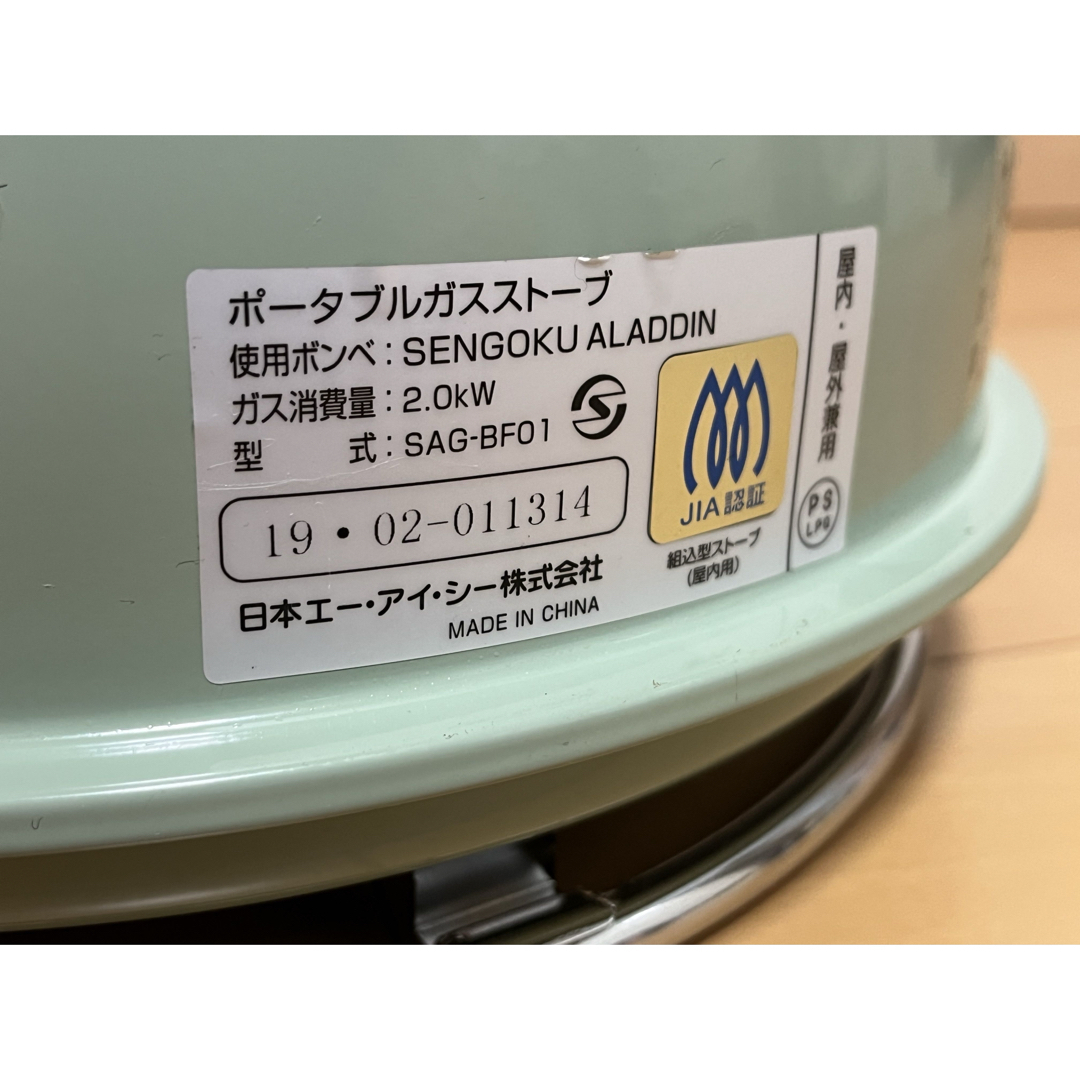 ポータブルガスストーブ
使用ボンベ：SENGOKU ALADDIN
ガス消費量：2.0kW
型　　式：SAG-BF01
19・02-011314
日本エー・アイ・シー株式会社
MADE IN CHINA
JIA認証
組込型ストーブ
(屋内用)
屋内・屋外兼用
PS
LPG